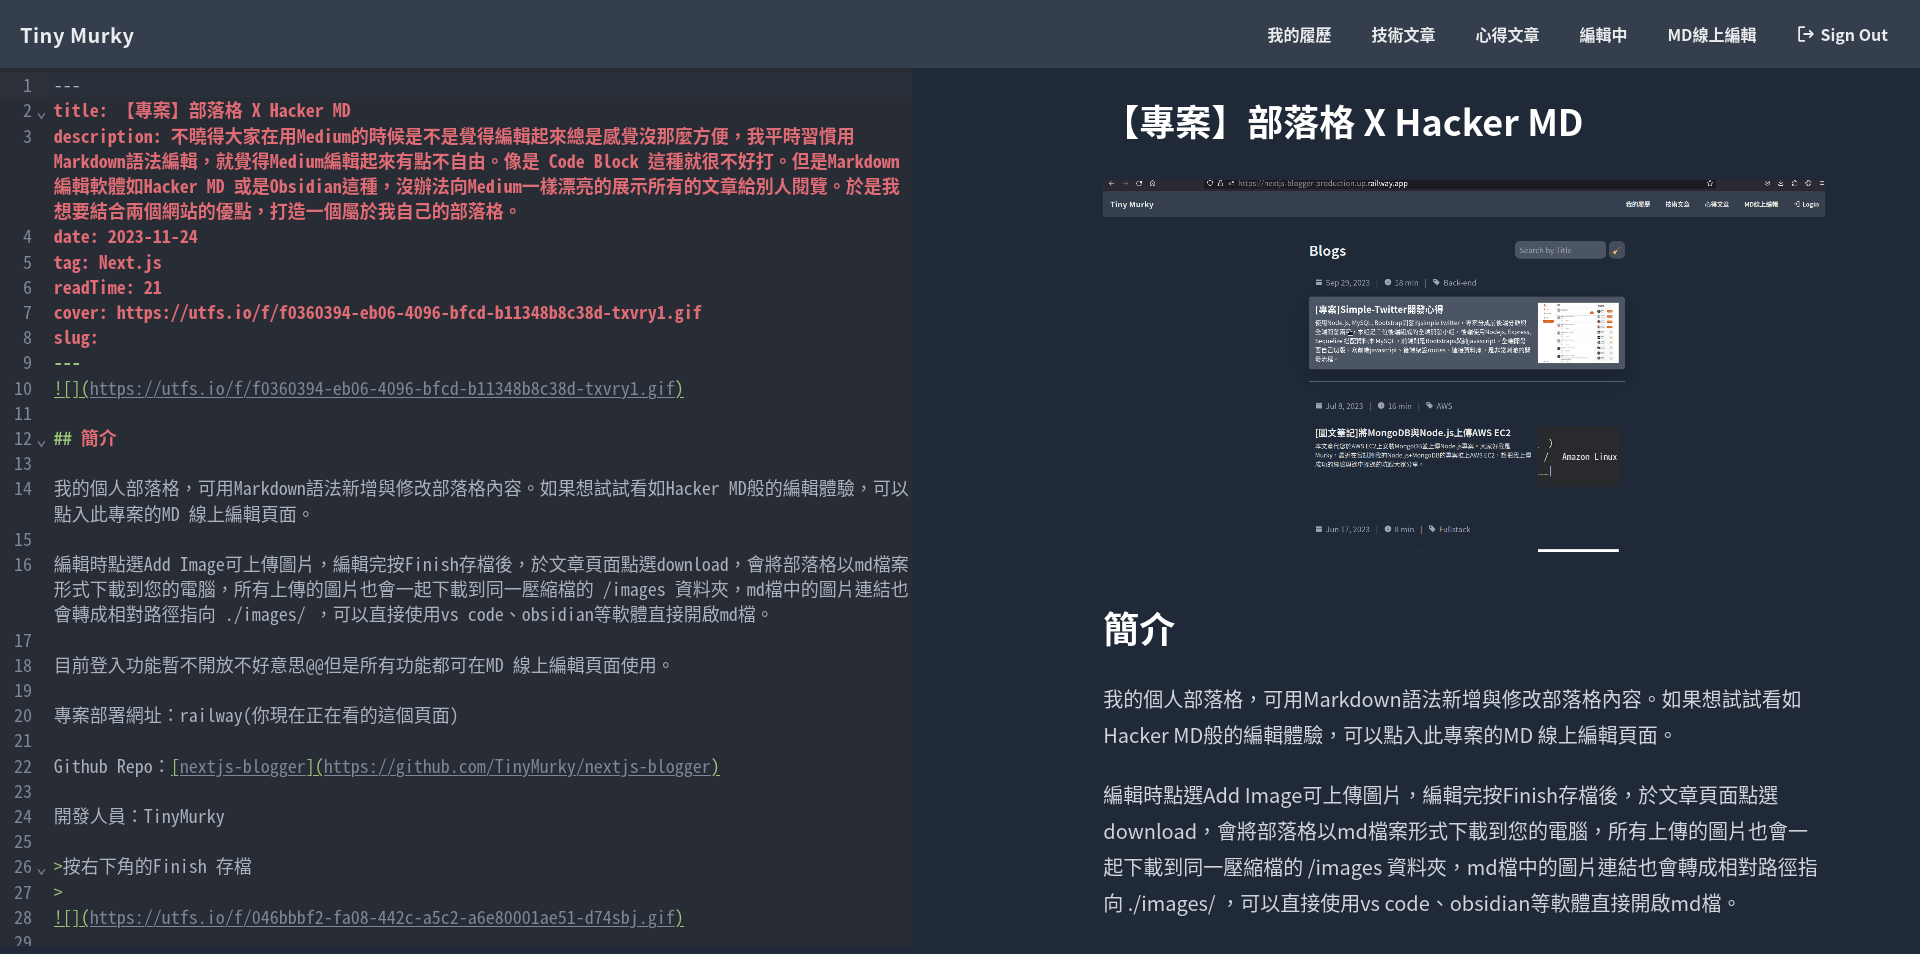 Tiny Murky
我的履歷 技術文章 心得文章 編輯中 MD線上編輯 Sign Out
1 ---
2 title: 【專案】部落格 X Hacker MD
3 description: 不曉得大家在用Medium的時候是不是覺得編輯起來總是感覺沒那麼方便，我平時習慣用
Markdown語法編輯，就覺得Medium編輯起來有點不自由。像是 Code Block 這種就很不好打。但是Markdown
編輯軟體如Hacker MD 或是Obsidian這種，沒辦法向Medium一樣漂亮的展示所有的文章給別人閱覽。於是我
想要結合兩個網站的優點，打造一個屬於我自己的部落格。
4 date: 2023-11-24
5 tag: Next.js
6 readTime: 21
7 cover: https://utfs.io/f/f0360394-eb06-4096-bfcd-b11348b8c38d-txvry1.gif
8 slug:
9 ---
10 ![](https://utfs.io/f/f0360394-eb06-4096-bfcd-b11348b8c38d-txvry1.gif)
11
12 ## 簡介
13
14 我的個人部落格，可用Markdown語法新增與修改部落格內容。如果想試試看如Hacker MD般的編輯體驗，可以
點入此專案的MD 線上編輯頁面。
15
16 編輯時點選Add Image可上傳圖片，編輯完按Finish存檔後，於文章頁面點選download，會將部落格以md檔案
形式下載到您的電腦，所有上傳的圖片也會一起下載到同一壓縮檔的 /images 資料夾，md檔中的圖片連結也
會轉成相對路徑指向 ./images/ ，可以直接使用vs code、obsidian等軟體直接開啟md檔。
17
18 目前登入功能暫不開放不好意思@@但是所有功能都可在MD 線上編輯頁面使用。
19
20 專案部署網址：railway(你現在正在看的這個頁面)
21
22 Github Repo：[nextjs-blogger](https://github.com/TinyMurky/nextjs-blogger)
23
24 開發人員：TinyMurky
25
26 >按右下角的Finish 存檔
27 >
28 ![](https://utfs.io/f/046bbbf2-fa08-442c-a5c2-a6e80001ae51-d74sbj.gif)
29
【專案】部落格 X Hacker MD
https://nextjs-blogger-production.up.railway.app
Tiny Murky 我的履歷 技術文章 心得文章 MD線上編輯 Login
Blogs Search by Title
Sep 29, 2023 | 18 min | Back-end
[專案]Simple-Twitter開發心得
Jul 8, 2023 | 16 min | AWS
[圖文筆記]將MongoDB與Node.js上傳AWS EC2
) 
/ Amazon Linux
__|
Jun 17, 2023 | 8 min | Fullstack
簡介
我的個人部落格，可用Markdown語法新增與修改部落格內容。如果想試試看如
Hacker MD般的編輯體驗，可以點入此專案的MD 線上編輯頁面。
編輯時點選Add Image可上傳圖片，編輯完按Finish存檔後，於文章頁面點選
download，會將部落格以md檔案形式下載到您的電腦，所有上傳的圖片也會一
起下載到同一壓縮檔的 /images 資料夾，md檔中的圖片連結也會轉成相對路徑指
向 ./images/ ，可以直接使用vs code、obsidian等軟體直接開啟md檔。